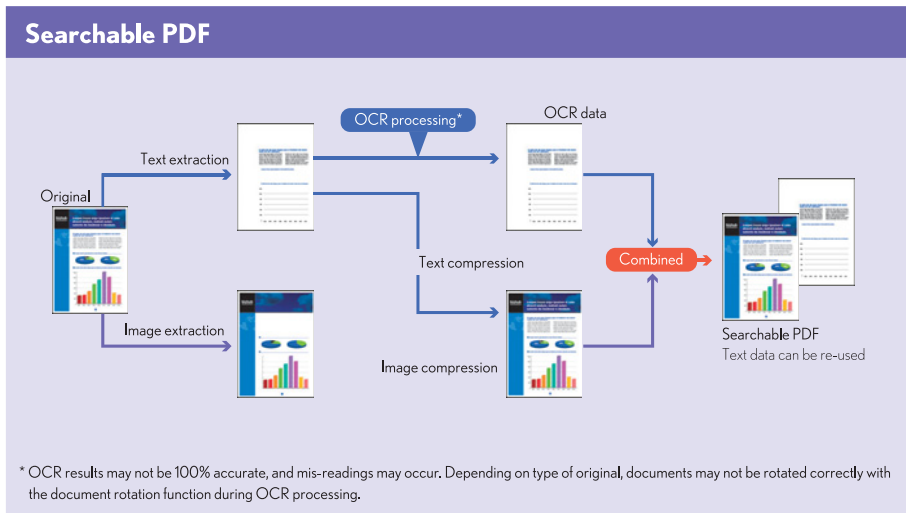 Searchable PDF
OCR processing*
OCR data
Text extraction
Original
Text compression
Combined
Image extraction
Image compression
Searchable PDF
Text data can be re-used
* OCR results may not be 100% accurate, and mis-readings may occur. Depending on type of original, documents may not be rotated correctly with
the document rotation function during OCR processing.